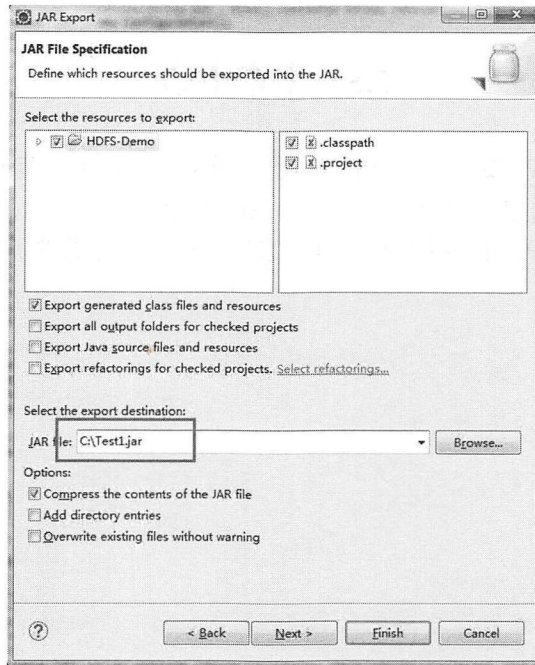 JAR Export
JAR File Specification
Define which resources should be exported into the JAR.
Select the resources to export:
HDFS-Demo
.classpath
.project
Export generated class files and resources
Export all output folders for checked projects
Export Java source files and resources
Export refactorings for checked projects. Select refactorings...
Select the export destination:
JAR file: C:\Test1.jar
Browse...
Options:
Compress the contents of the JAR file
Add directory entries
Overwrite existing files without warning
< Back Next > Finish Cancel